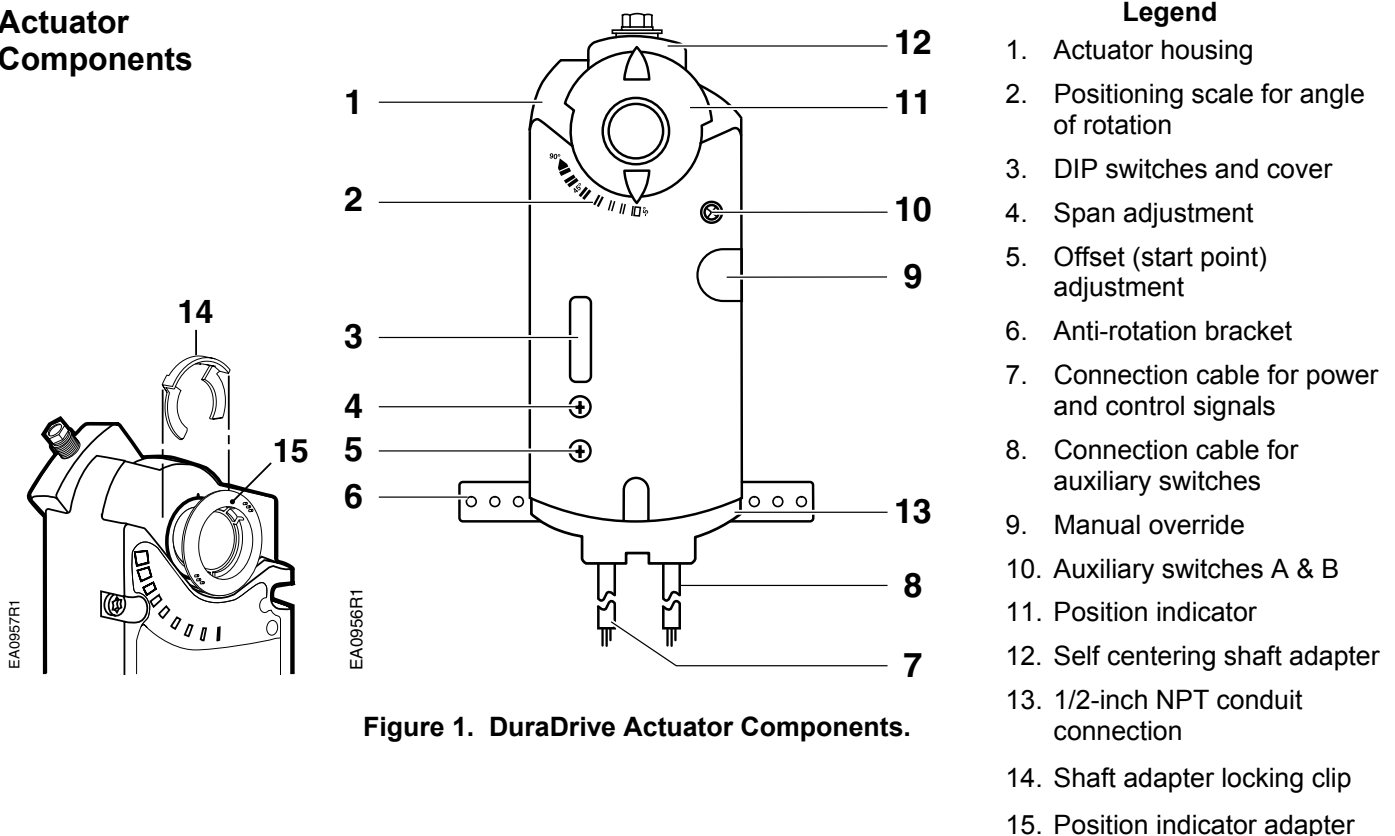 Actuator
Components
12
1
11
90°
45°
-5°
2
10
9
14
3
4
15
5
6
13
8
7
EA0957R1
EA0956R1
Figure 1. DuraDrive Actuator Components.
Legend
1. Actuator housing
2. Positioning scale for angle
of rotation
3. DIP switches and cover
4. Span adjustment
5. Offset (start point)
adjustment
6. Anti-rotation bracket
7. Connection cable for power
and control signals
8. Connection cable for
auxiliary switches
9. Manual override
10. Auxiliary switches A & B
11. Position indicator
12. Self centering shaft adapter
13. 1/2-inch NPT conduit
connection
14. Shaft adapter locking clip
15. Position indicator adapter